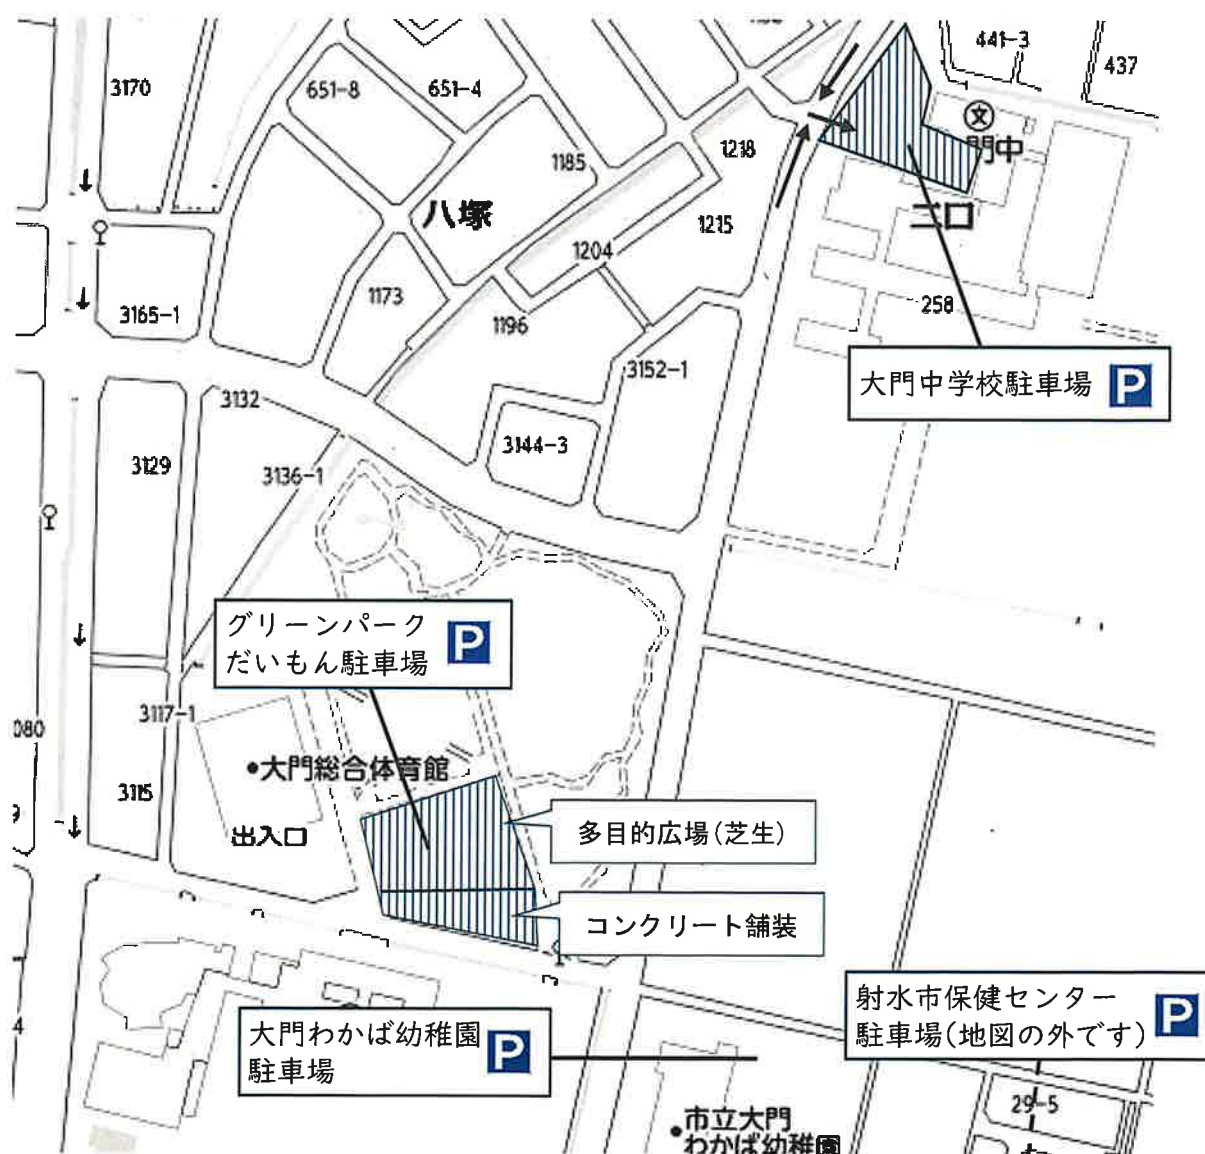 441-3
437
3170
651-8
651-4
文
門中
1218
1185
八塚
二口
1215
1204
258
1173
3165-1
1196
3152-1
大門中学校駐車場 P
3132
3144-3
3129
3136-1
グリーンパーク
だいもん駐車場 P
3117-1
080
大門総合体育館
3115
出入口
多目的広場(芝生)
コンクリート舗装
射水市保健センター
駐車場(地図の外です) P
大門わかば幼稚園
駐車場 P
4
29-5
市立大門
わかば幼稚園